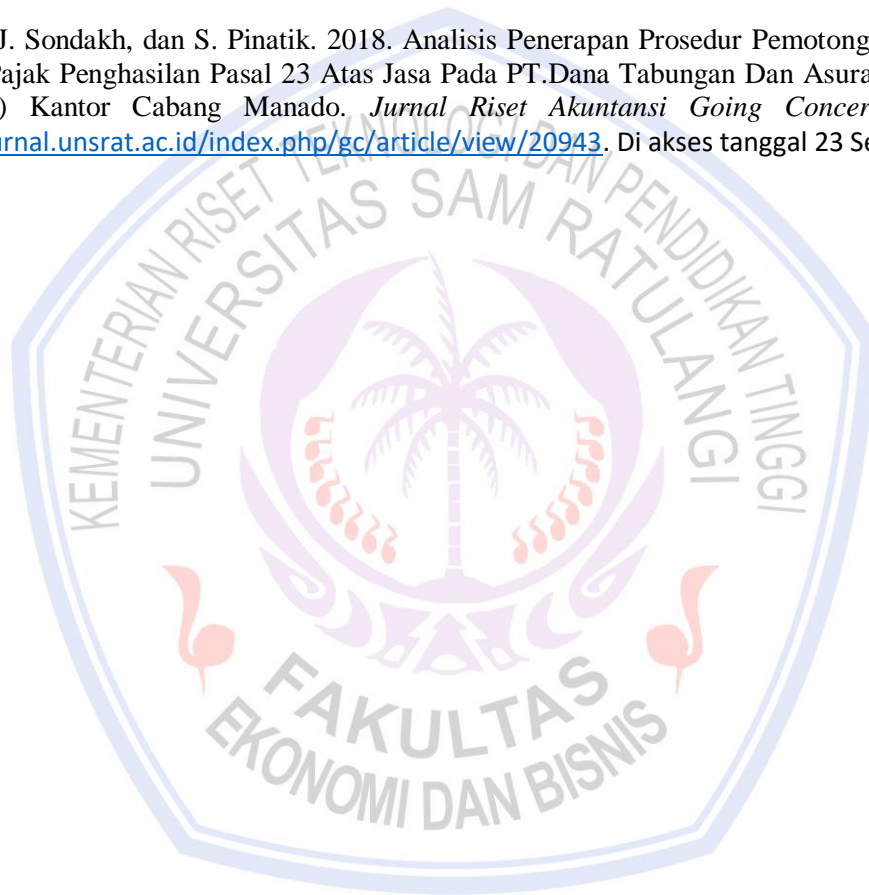 J. Sondakh, dan S. Pinatik. 2018. Analisis Penerapan Prosedur Pemotong
Pajak Penghasilan Pasal 23 Atas Jasa Pada PT.Dana Tabungan Dan Asura
) Kantor Cabang Manado. Jurnal Riset Akuntansi Going Concer
urnal.unsrat.ac.id/index.php/gc/article/view/20943. Di akses tanggal 23 Se
KEMENTERIAN RISET TEKNOLOGI DAN PENDIDIKAN TINGGI
UNIVERSITAS SAM RATULANGI
FAKULTAS
EKONOMI DAN BISNIS